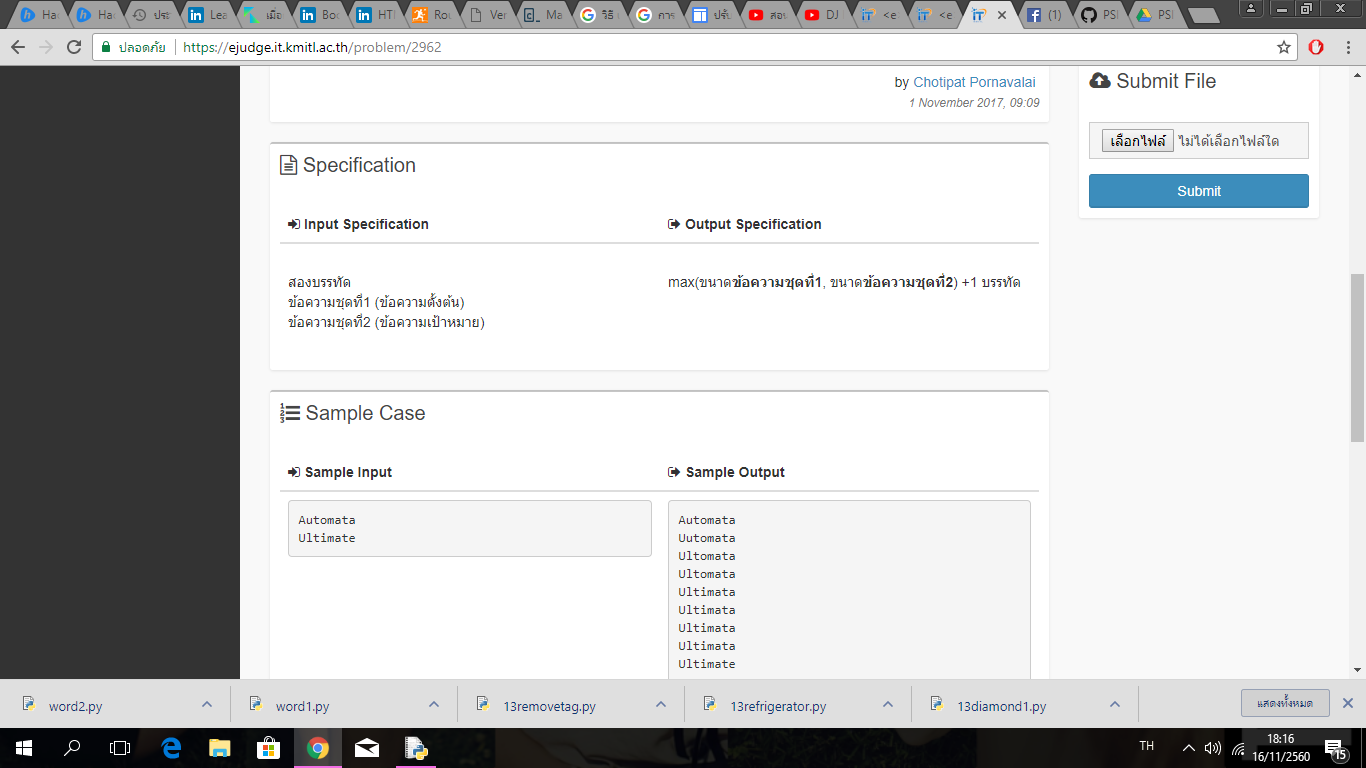 Ha
Ha
ประ
Lea
เมื่อ
Boo
HTI
Rou
Ver
Ma
วิธี
การ
ปรับ
สอน
DJ
<e
<e
(1)
PSI
PSI
ปลอดภัย
https://ejudge.it.kmitl.ac.th/problem/2962
by Chotipat Pornavalai
1 November 2017, 09:09
Submit File
เลือกไฟล์ ไม่ได้เลือกไฟล์ใด
Submit
Specification
Input Specification
Output Specification
สองบรรทัด
ข้อความชุดที่1 (ข้อความตั้งต้น)
ข้อความชุดที่2 (ข้อความเป้าหมาย)
max(ขนาดข้อความชุดที่1, ขนาดข้อความชุดที่2) +1 บรรทัด
Sample Case
Sample Input
Sample Output
Automata
Ultimate
Automata
Uutomata
Ultomata
Ultomata
Ultimata
Ultimata
Ultimata
Ultimata
Ultimate
word2.py
word1.py
13removetag.py
13refrigerator.py
13diamond1.py
แสดงทั้งหมด
TH
18:16
16/11/2560
15